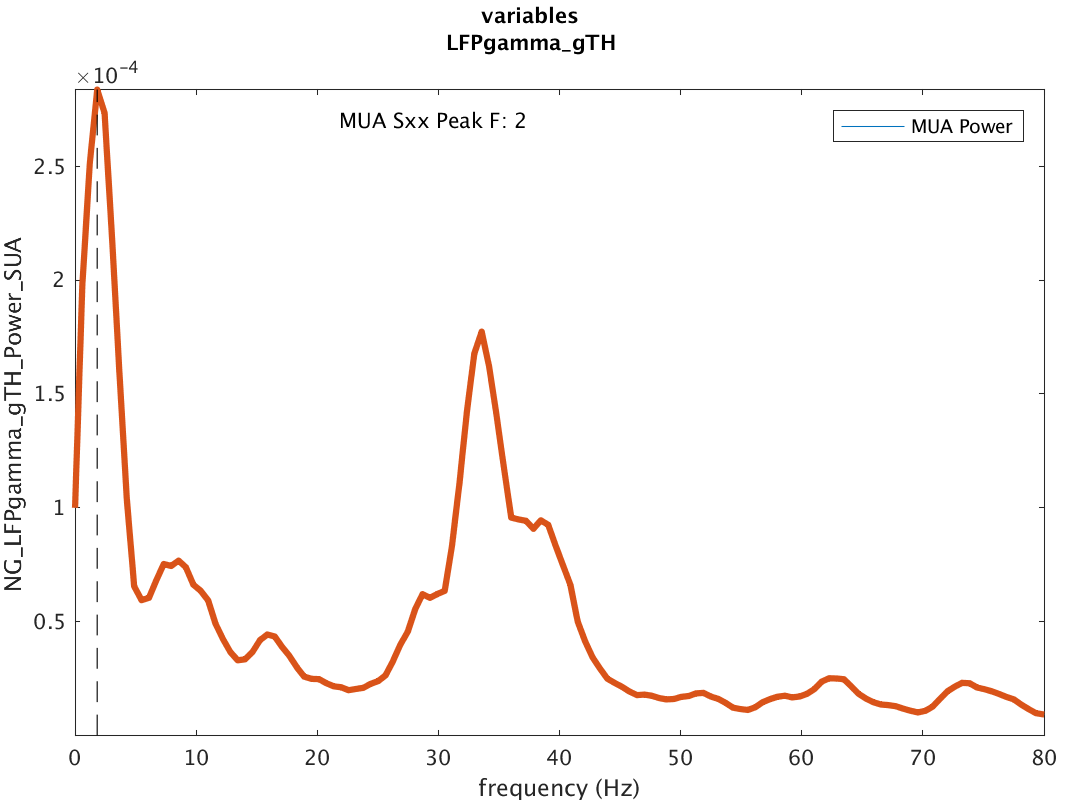 variables
LFPgamma_gTH
×10⁻⁴
MUA Sxx Peak F: 2
MUA Power
2.5
2
1.5
1
0.5
NG_LFPgamma_gTH_Power_SUA
0 10 20 30 40 50 60 70 80
frequency (Hz)